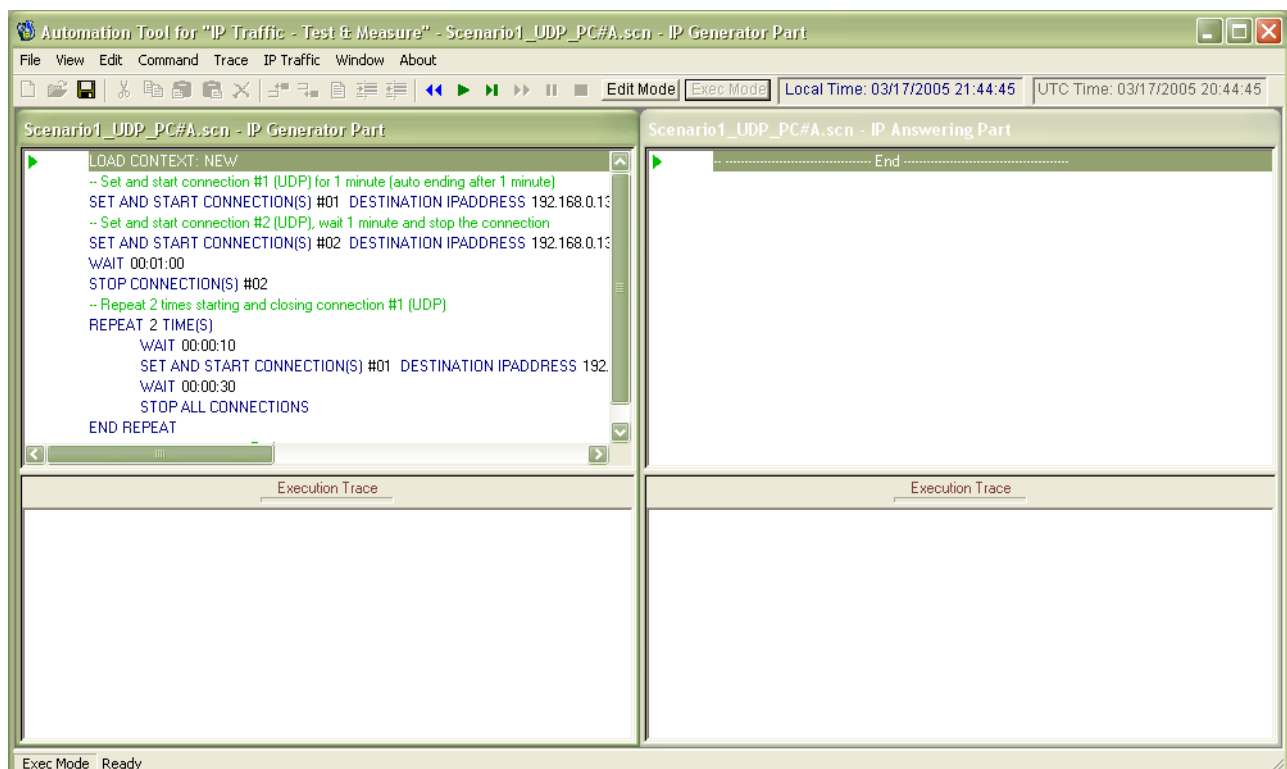 Automation Tool for "IP Traffic - Test & Measure" - Scenario1_UDP_PC#A.scn - IP Generator Part
File View Edit Command Trace IP Traffic Window About
Edit Mode Exec Mode Local Time: 03/17/2005 21:44:45 UTC Time: 03/17/2005 20:44:45
Scenario1_UDP_PC#A.scn - IP Generator Part
LOAD CONTEXT: NEW
-- Set and start connection #1 (UDP) for 1 minute (auto ending after 1 minute)
SET AND START CONNECTION(S) #01 DESTINATION IPADDRESS 192.168.0.13
-- Set and start connection #2 (UDP), wait 1 minute and stop the connection
SET AND START CONNECTION(S) #02 DESTINATION IPADDRESS 192.168.0.13
WAIT 00:01:00
STOP CONNECTION(S) #02
-- Repeat 2 times starting and closing connection #1 (UDP)
REPEAT 2 TIME(S)
WAIT 00:00:10
SET AND START CONNECTION(S) #01 DESTINATION IPADDRESS 192.
WAIT 00:00:30
STOP ALL CONNECTIONS
END REPEAT
Execution Trace
Scenario1_UDP_PC#A.scn - IP Answering Part
-- ------------------------------------- End ------------------------------------------
Execution Trace
Exec Mode Ready